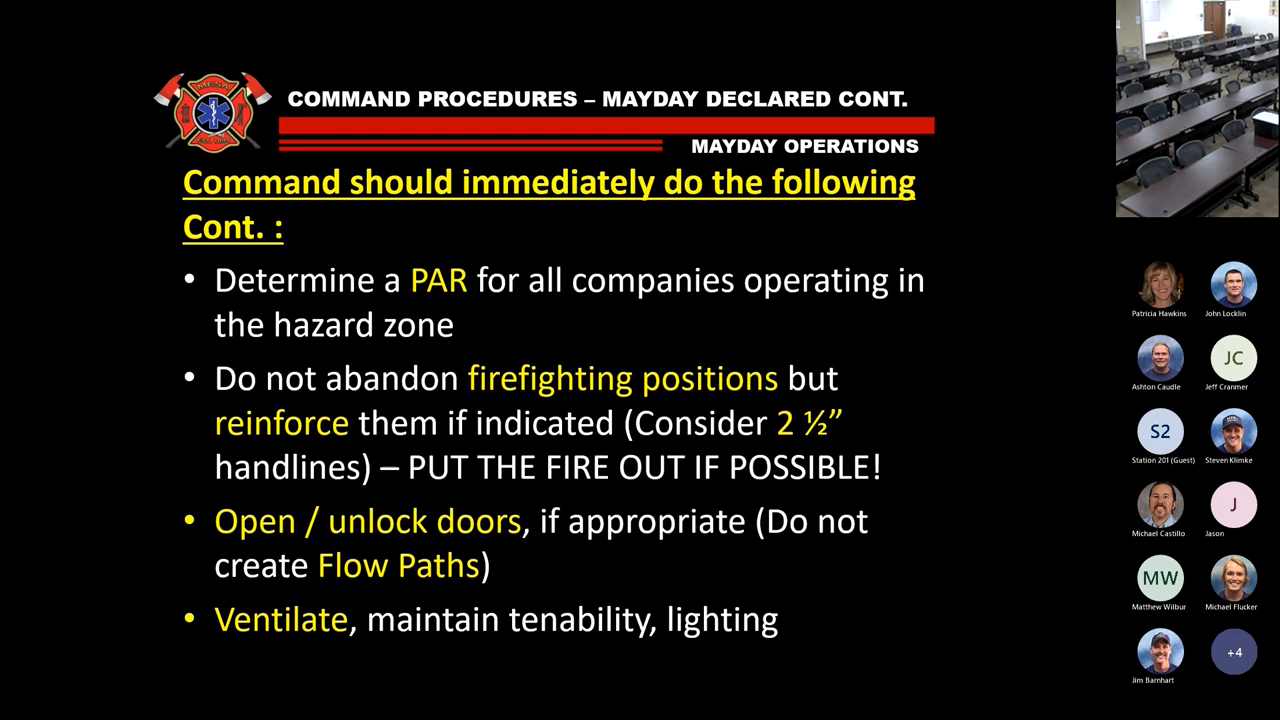 MESA
COMMAND PROCEDURES – MAYDAY DECLARED CONT.
MAYDAY OPERATIONS
Command should immediately do the following
Cont. :
• Determine a PAR for all companies operating in
the hazard zone
• Do not abandon firefighting positions but
reinforce them if indicated (Consider 2 ½”
handlines) – PUT THE FIRE OUT IF POSSIBLE!
• Open / unlock doors, if appropriate (Do not
create Flow Paths)
• Ventilate, maintain tenability, lighting
Patricia Hawkins
John Locklin
JC
Ashton Caudle
Jeff Cranmer
S2
Station 201 (Guest)
Steven Klimke
J
Michael Castillo
Jason
MW
Matthew Wilbur
Michael Flucker
+4
Jim Barnhart